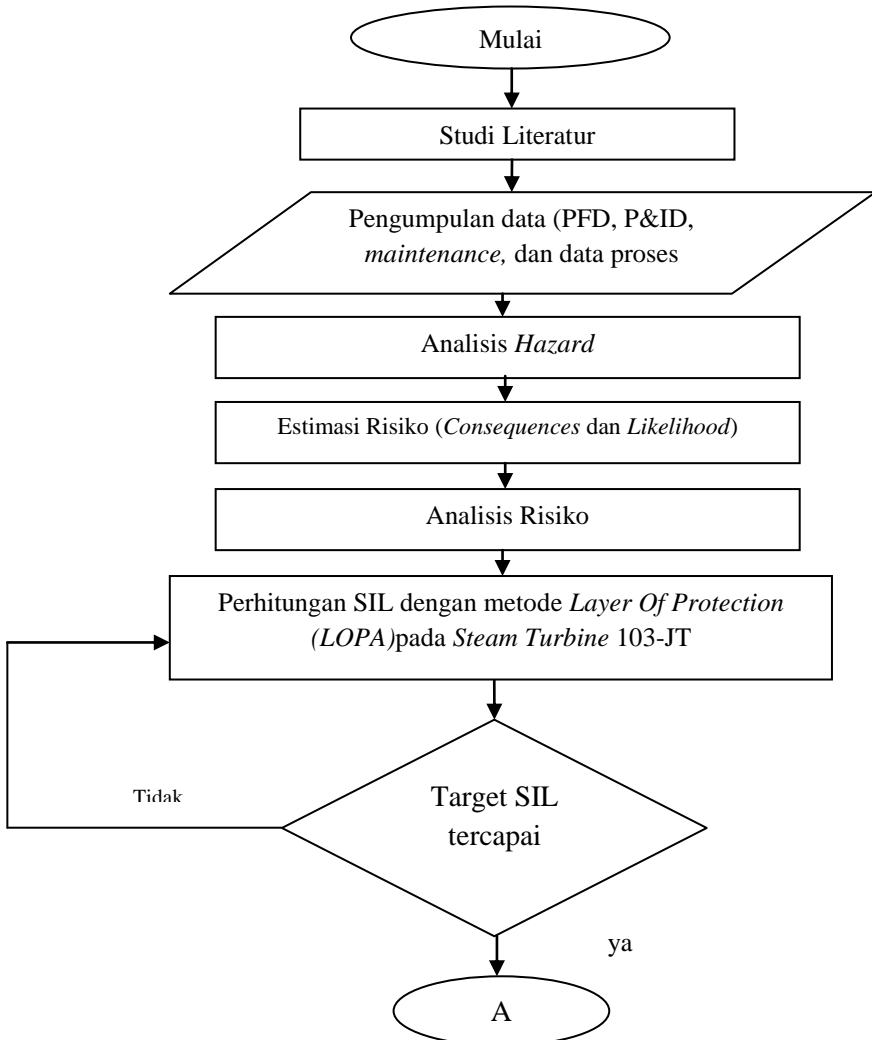 Mulai
Studi Literatur
Pengumpulan data (PFD, P&ID,
maintenance, dan data proses
Analisis Hazard
Estimasi Risiko (Consequences dan Likelihood)
Analisis Risiko
Perhitungan SIL dengan metode Layer Of Protection
(LOPA)pada Steam Turbine 103-JT
Target SIL
tercapai
Tidak
ya
A